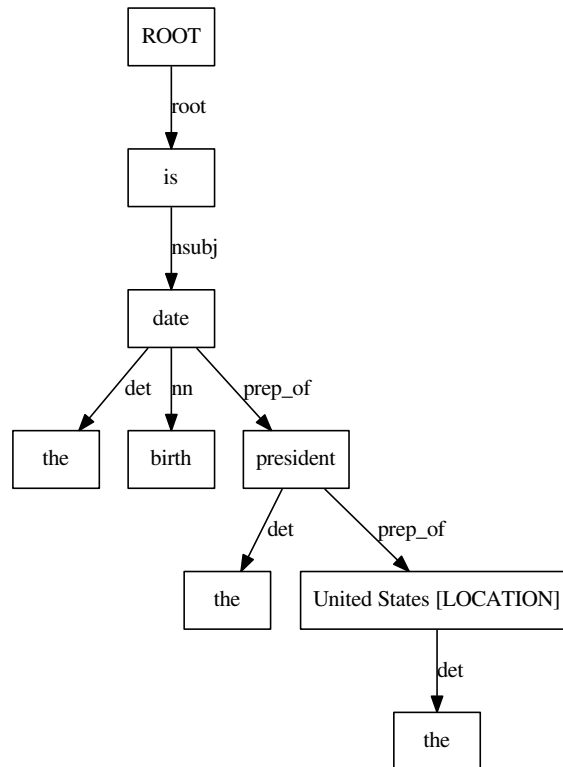 ROOT
root
is
nsubj
date
det nn prep_of
the birth president
det prep_of
the United States [LOCATION]
det
the